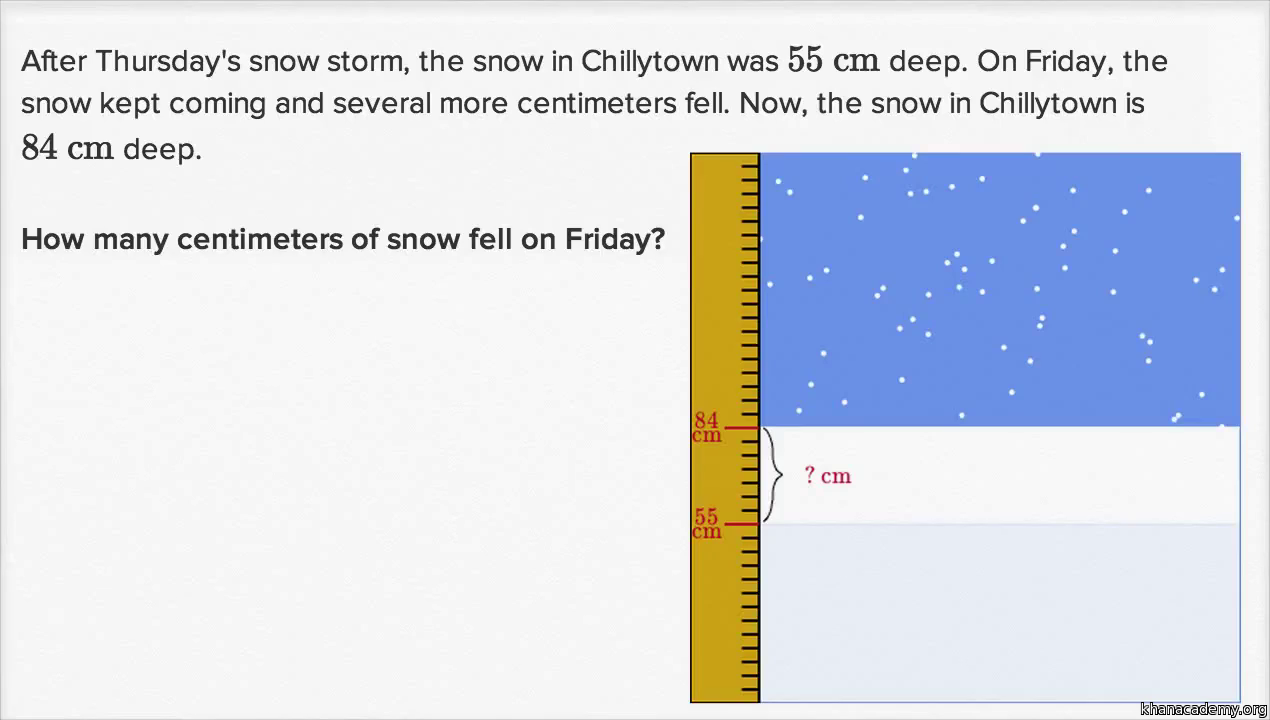 After Thursday's snow storm, the snow in Chillytown was 55 cm deep. On Friday, the
snow kept coming and several more centimeters fell. Now, the snow in Chillytown is
84 cm deep.
How many centimeters of snow fell on Friday?
84
cm
? cm
55
cm
khanacademy.org